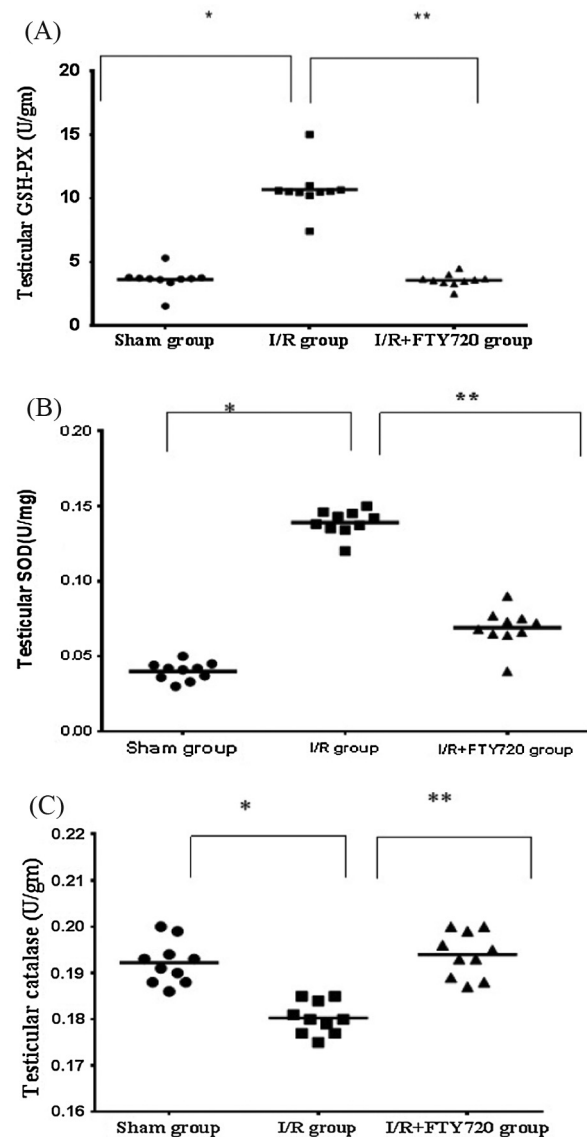 (A)
* **
Testicular GSH-PX (U/gm)
20
15
10
5
0
Sham group I/R group I/R+FTY720 group
(B)
* **
Testicular SOD(U/mg)
0.20
0.15
0.10
0.05
0.00
Sham group I/R group I/R+FTY720 group
(C)
* **
Testicular catalase (U/gm)
0.22
0.21
0.20
0.19
0.18
0.17
0.16
Sham group I/R group I/R+FTY720 group